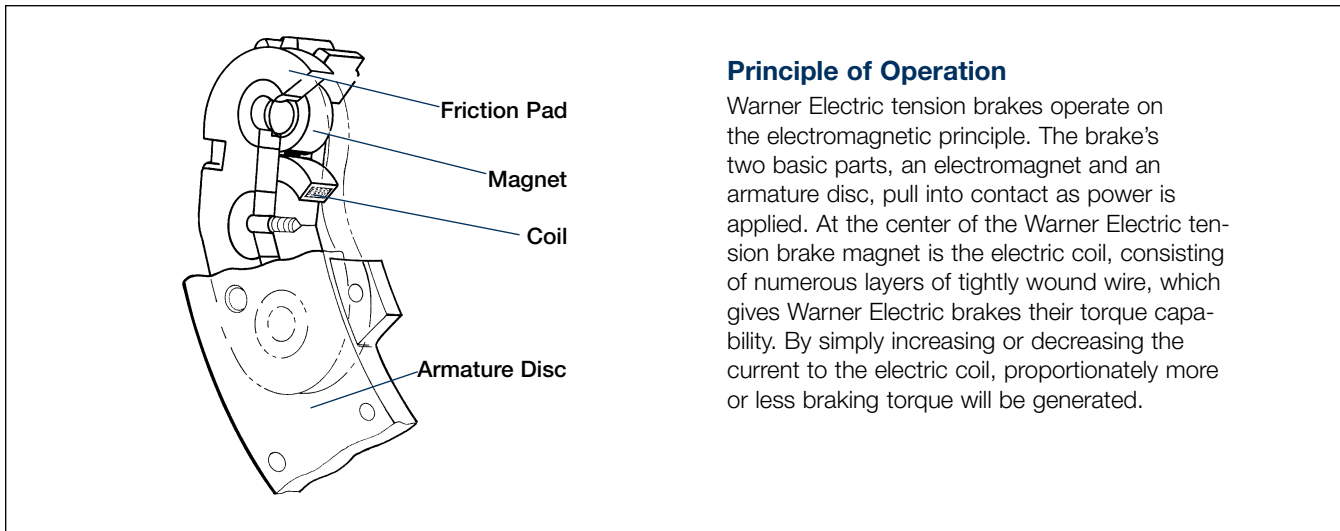 Friction Pad
Magnet
Coil
Armature Disc
Principle of Operation
Warner Electric tension brakes operate on
the electromagnetic principle. The brake’s
two basic parts, an electromagnet and an
armature disc, pull into contact as power is
applied. At the center of the Warner Electric ten-
sion brake magnet is the electric coil, consisting
of numerous layers of tightly wound wire, which
gives Warner Electric brakes their torque capa-
bility. By simply increasing or decreasing the
current to the electric coil, proportionately more
or less braking torque will be generated.